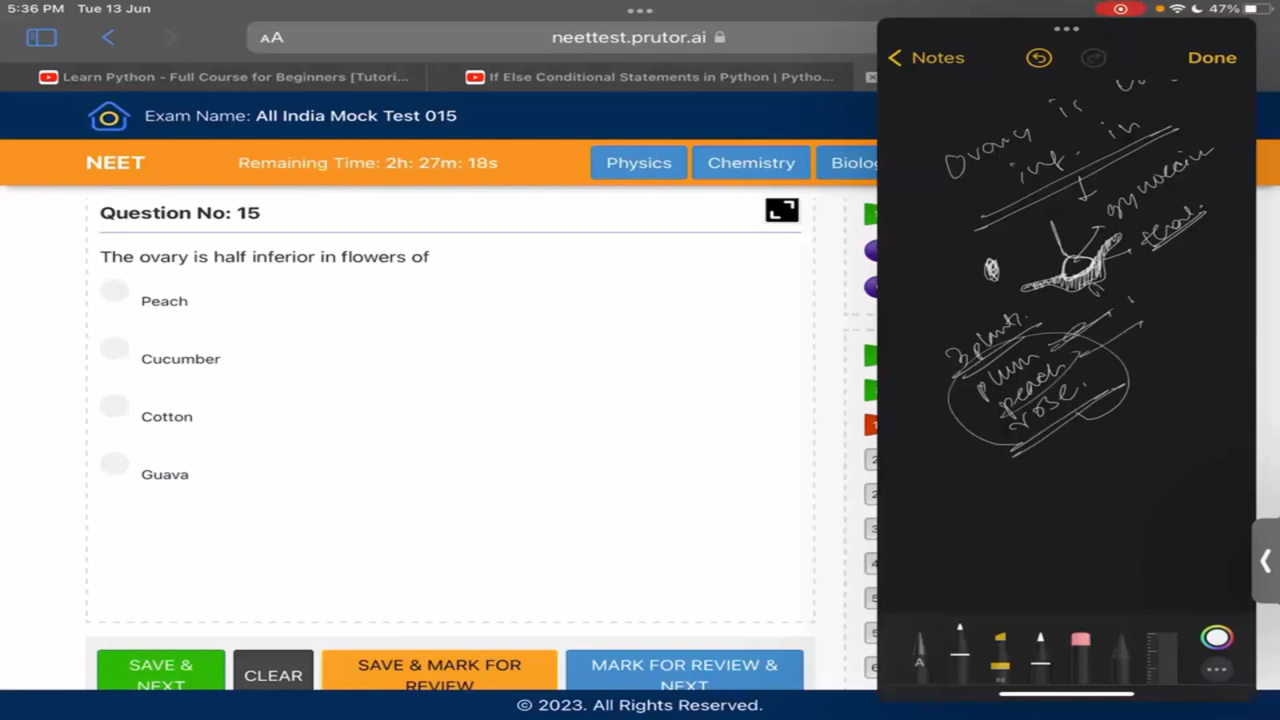 5:36 PM Tue 13 Jun
47%
AA
neettest.prutor.ai
Learn Python - Full Course for Beginners [Tutori...
If Else Conditional Statements in Python | Pytho...
Exam Name: All India Mock Test 015
NEET
Remaining Time: 2h: 27m: 18s
Physics
Chemistry
Biolo
Question No: 15
The ovary is half inferior in flowers of
Peach
Cucumber
Cotton
Guava
SAVE & NEXT
CLEAR
SAVE & MARK FOR REVIEW
MARK FOR REVIEW & NEXT
© 2023. All Rights Reserved.
Notes
Done
Ovary is
inf. in
3 plants.
plum
peach
rose.